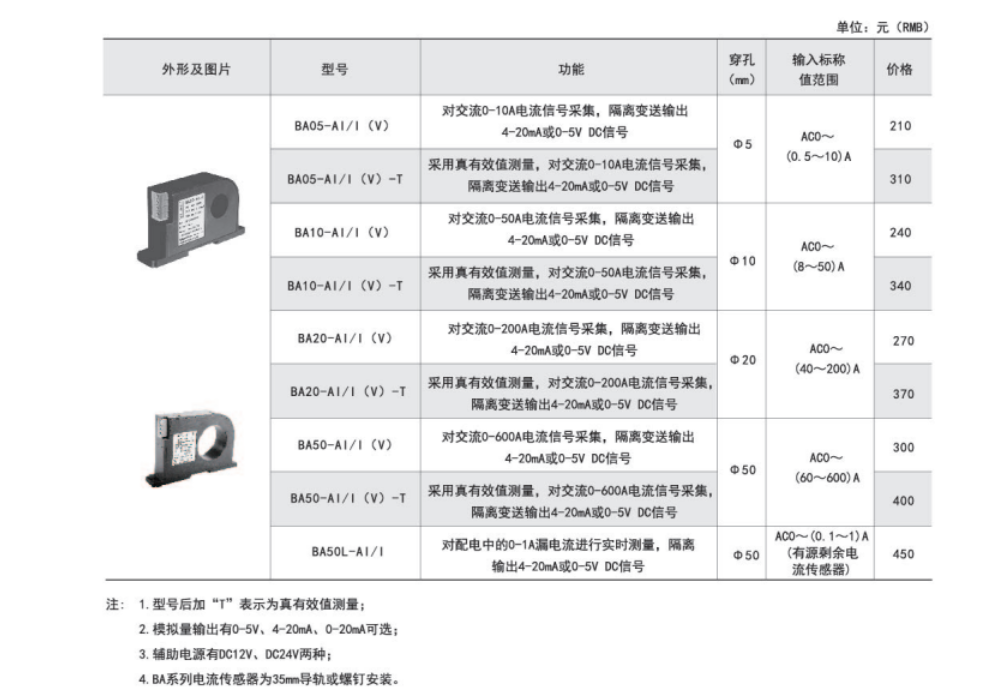 单位：元（RMB）
外形及图片 型号 功能 穿孔（mm） 输入标称值范围 价格
BA05-AI/I（V） 对交流0-10A电流信号采集，隔离变送输出4-20mA或0-5V DC信号 Φ5 AC0～(0.5～10)A 210
BA05-AI/I（V）-T 采用真有效值测量，对交流0-10A电流信号采集，隔离变送输出4-20mA或0-5V DC信号 310
BA10-AI/I（V） 对交流0-50A电流信号采集，隔离变送输出4-20mA或0-5V DC信号 Φ10 AC0～(8～50)A 240
BA10-AI/I（V）-T 采用真有效值测量，对交流0-50A电流信号采集，隔离变送输出4-20mA或0-5V DC信号 340
BA20-AI/I（V） 对交流0-200A电流信号采集，隔离变送输出4-20mA或0-5V DC信号 Φ20 AC0～(40～200)A 270
BA20-AI/I（V）-T 采用真有效值测量，对交流0-200A电流信号采集，隔离变送输出4-20mA或0-5V DC信号 370
BA50-AI/I（V） 对交流0-600A电流信号采集，隔离变送输出4-20mA或0-5V DC信号 Φ50 AC0～(60～600)A 300
BA50-AI/I（V）-T 采用真有效值测量，对交流0-600A电流信号采集，隔离变送输出4-20mA或0-5V DC信号 400
BA50L-AI/I 对配电中的0-1A漏电流进行实时测量，隔离输出4-20mA或0-5V DC信号 Φ50 AC0～(0.1～1)A(有源剩余电流传感器) 450
注： 1.型号后加“T”表示为真有效值测量；
2.模拟量输出有0-5V、4-20mA、0-20mA可选；
3.辅助电源有DC12V、DC24V两种；
4.BA系列电流传感器为35mm导轨或螺钉安装。